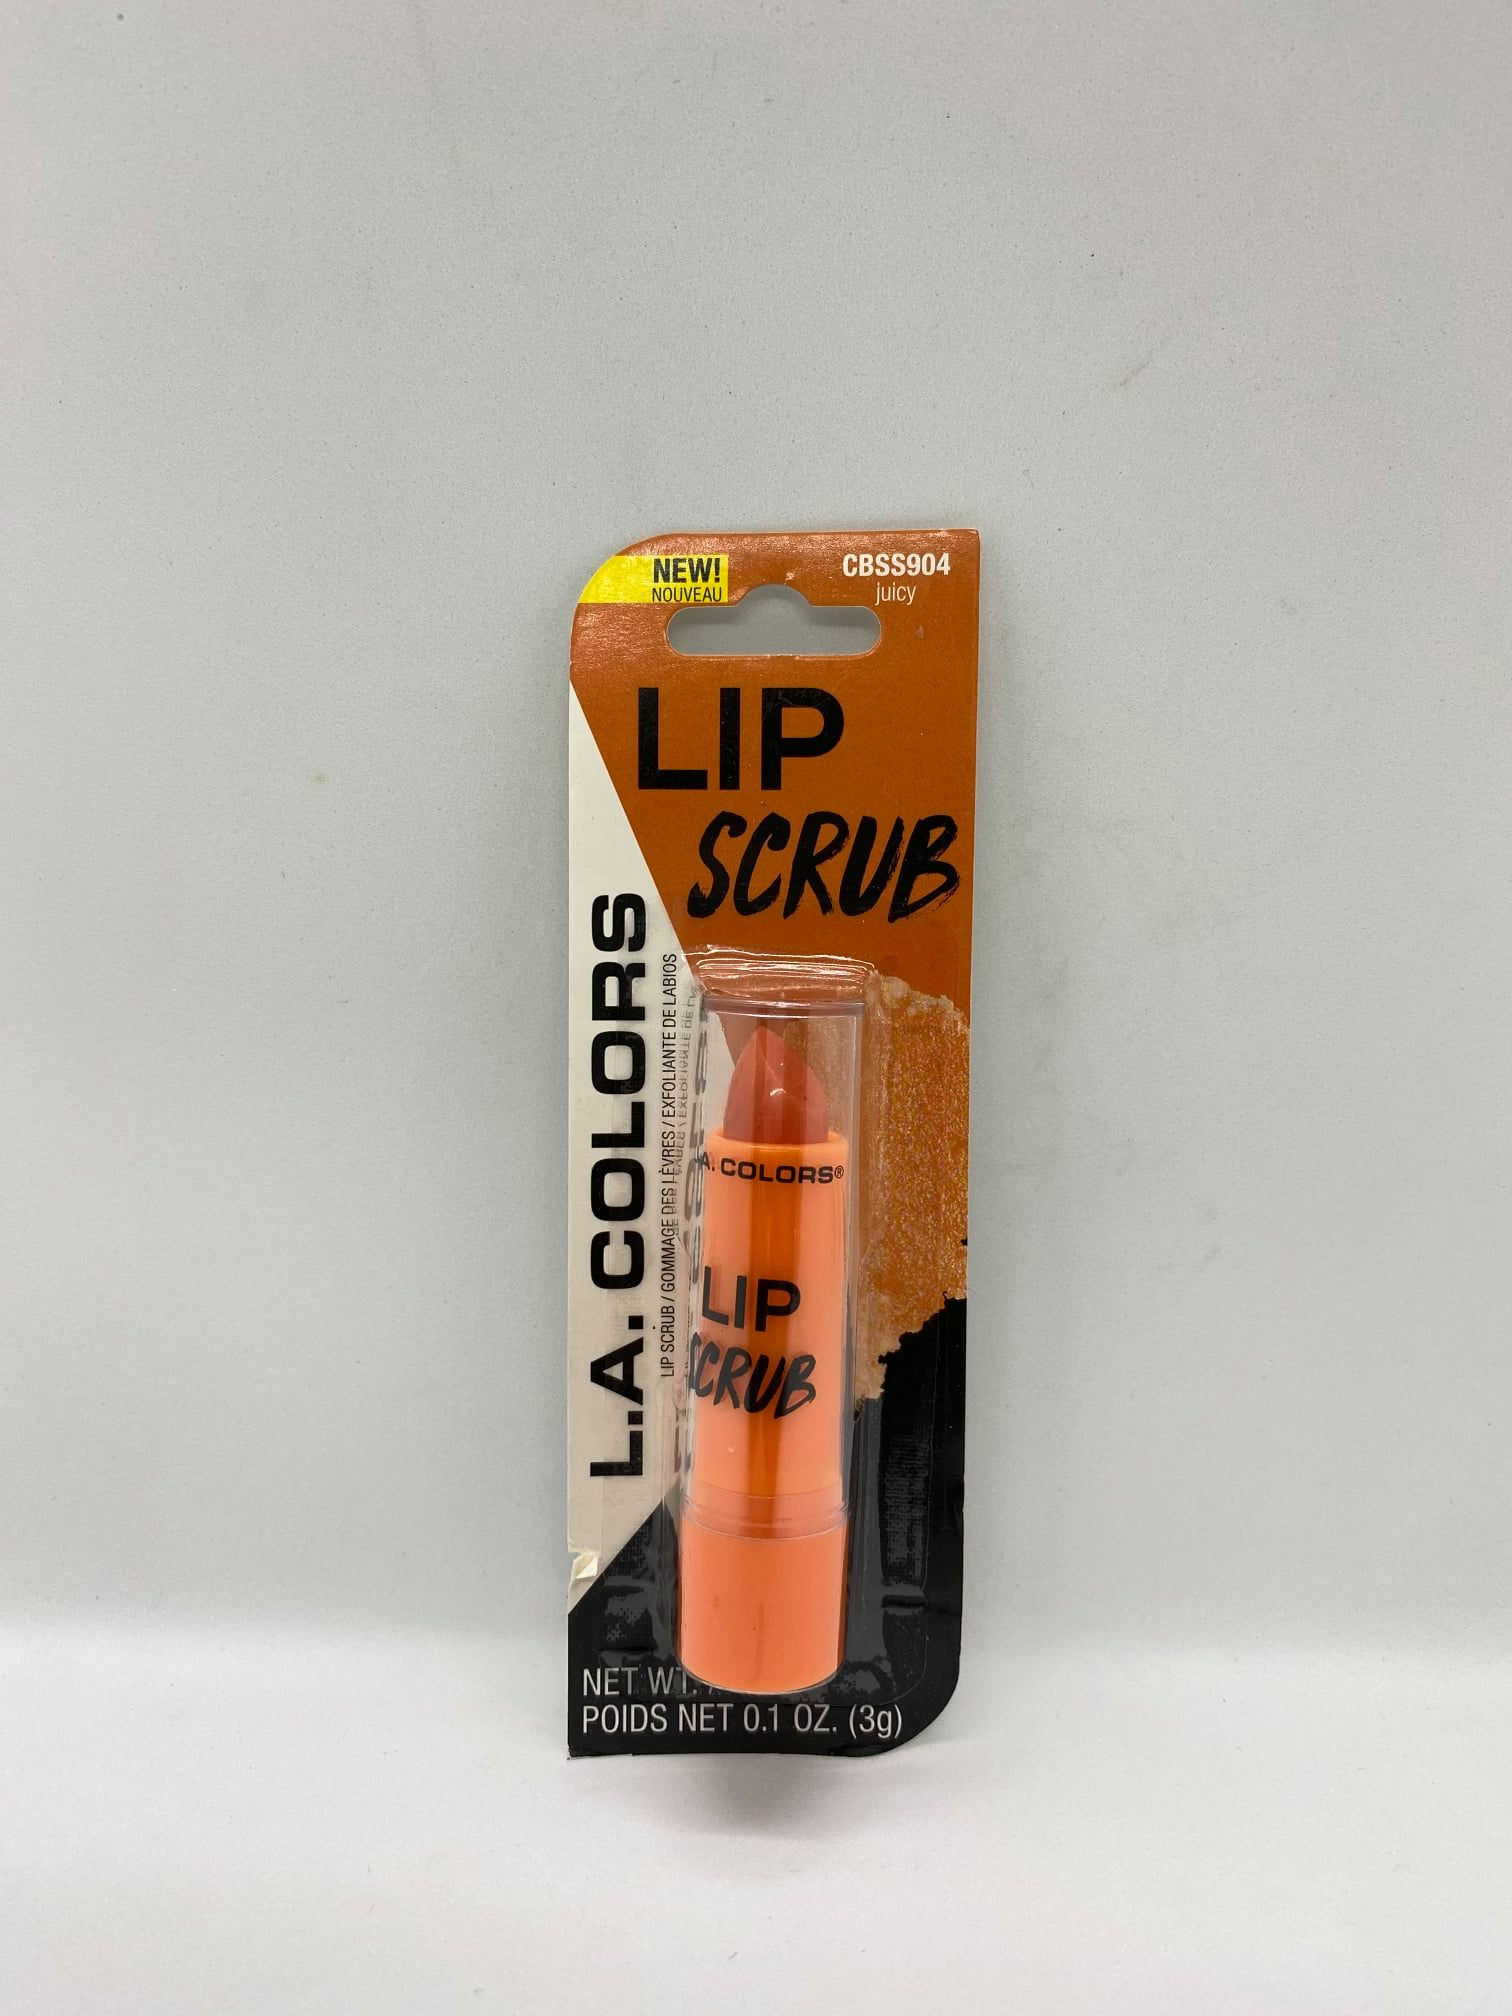 NEW!
NOUVEAU
CBSS904
juicy
LIP
SCRUB
L.A. COLORS
LIP SCRUB / GOMMAGE DES LÈVRES / EXFOLIANTE DE LABIOS
A. COLORS®
LIP
SCRUB
NET WT.
POIDS NET 0.1 OZ. (3g)